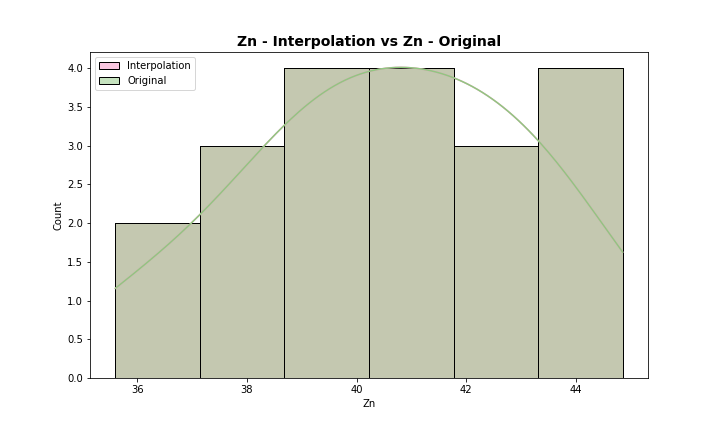 Zn - Interpolation vs Zn - Original
Interpolation
Original
4.0
3.5
3.0
2.5
2.0
1.5
1.0
0.5
0.0
Count
36
38
40
42
44
Zn